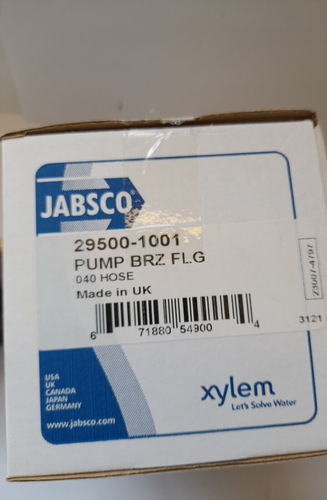 JABSCO
29500-1001
PUMP BRZ FLG
040 HOSE
Made in UK
6 71880 54900 4
23007-4797
3121
USA
UK
CANADA
JAPAN
GERMANY
www.jabsco.com
xylem
Let's Solve Water